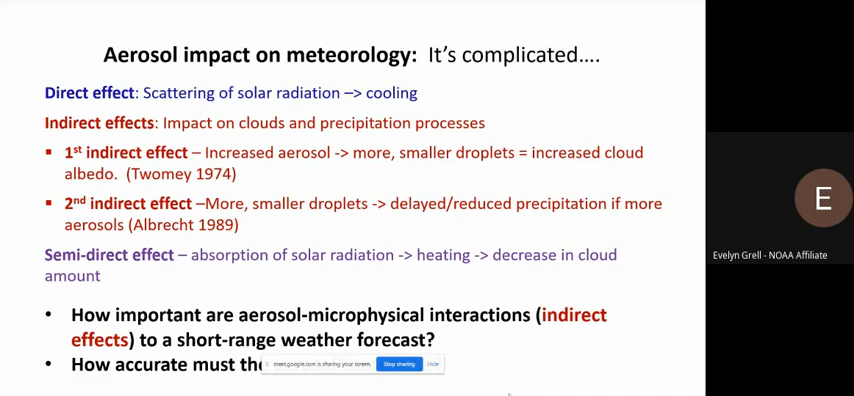 Aerosol impact on meteorology: It's complicated....
Direct effect: Scattering of solar radiation –> cooling
Indirect effects: Impact on clouds and precipitation processes
▪ 1st indirect effect – Increased aerosol -> more, smaller droplets = increased cloud
albedo. (Twomey 1974)
▪ 2nd indirect effect –More, smaller droplets -> delayed/reduced precipitation if more
aerosols (Albrecht 1989)
Semi-direct effect – absorption of solar radiation -> heating -> decrease in cloud
amount
• How important are aerosol-microphysical interactions (indirect
effects) to a short-range weather forecast?
• How accurate must
meet.google.com is sharing your screen. Stop sharing Hide
E
Evelyn Grell - NOAA Affiliate